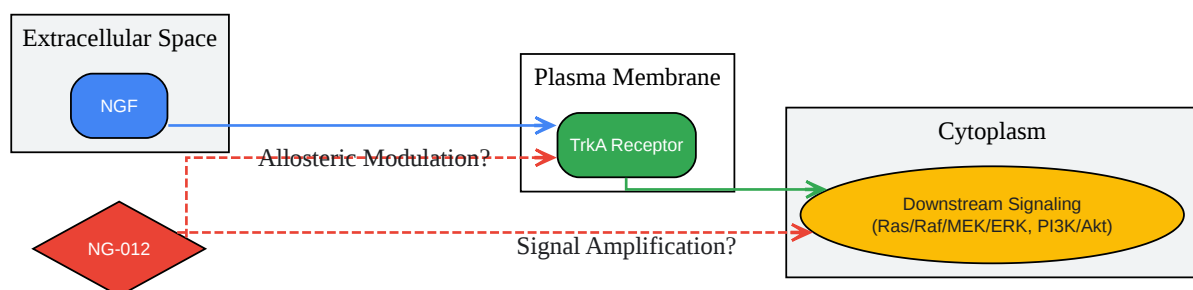 Extracellular Space
NGF
Plasma Membrane
TrkA Receptor
Allosteric Modulation?
Cytoplasm
Downstream Signaling
(Ras/Raf/MEK/ERK, PI3K/Akt)
NG-012
Signal Amplification?